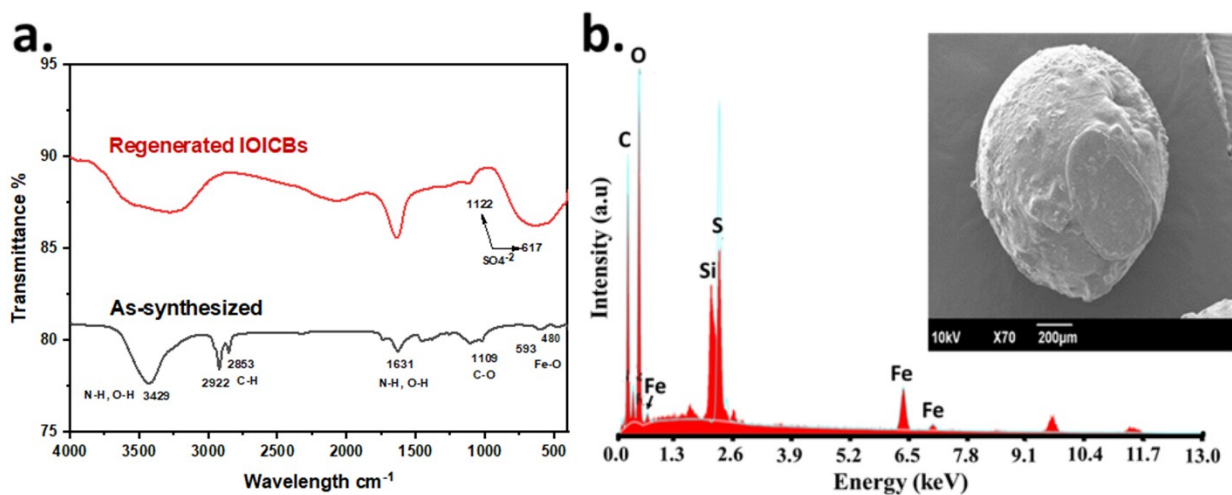 a.
Transmittance %
95
90
85
80
75
Regenerated IOICBs
1122
617
SO4-2
As-synthesized
N-H, O-H 3429
2922
2853
C-H
1631
N-H, O-H
1109
C-O
593
480
Fe-O
4000 3500 3000 2500 2000 1500 1000 500
Wavelength cm-1
b.
Intensity (a.u)
C
O
Fe
Si
S
Fe
Fe
10kV X70 200μm
0.0 1.3 2.6 3.9 5.2 6.5 7.8 9.1 10.4 11.7 13.0
Energy (keV)